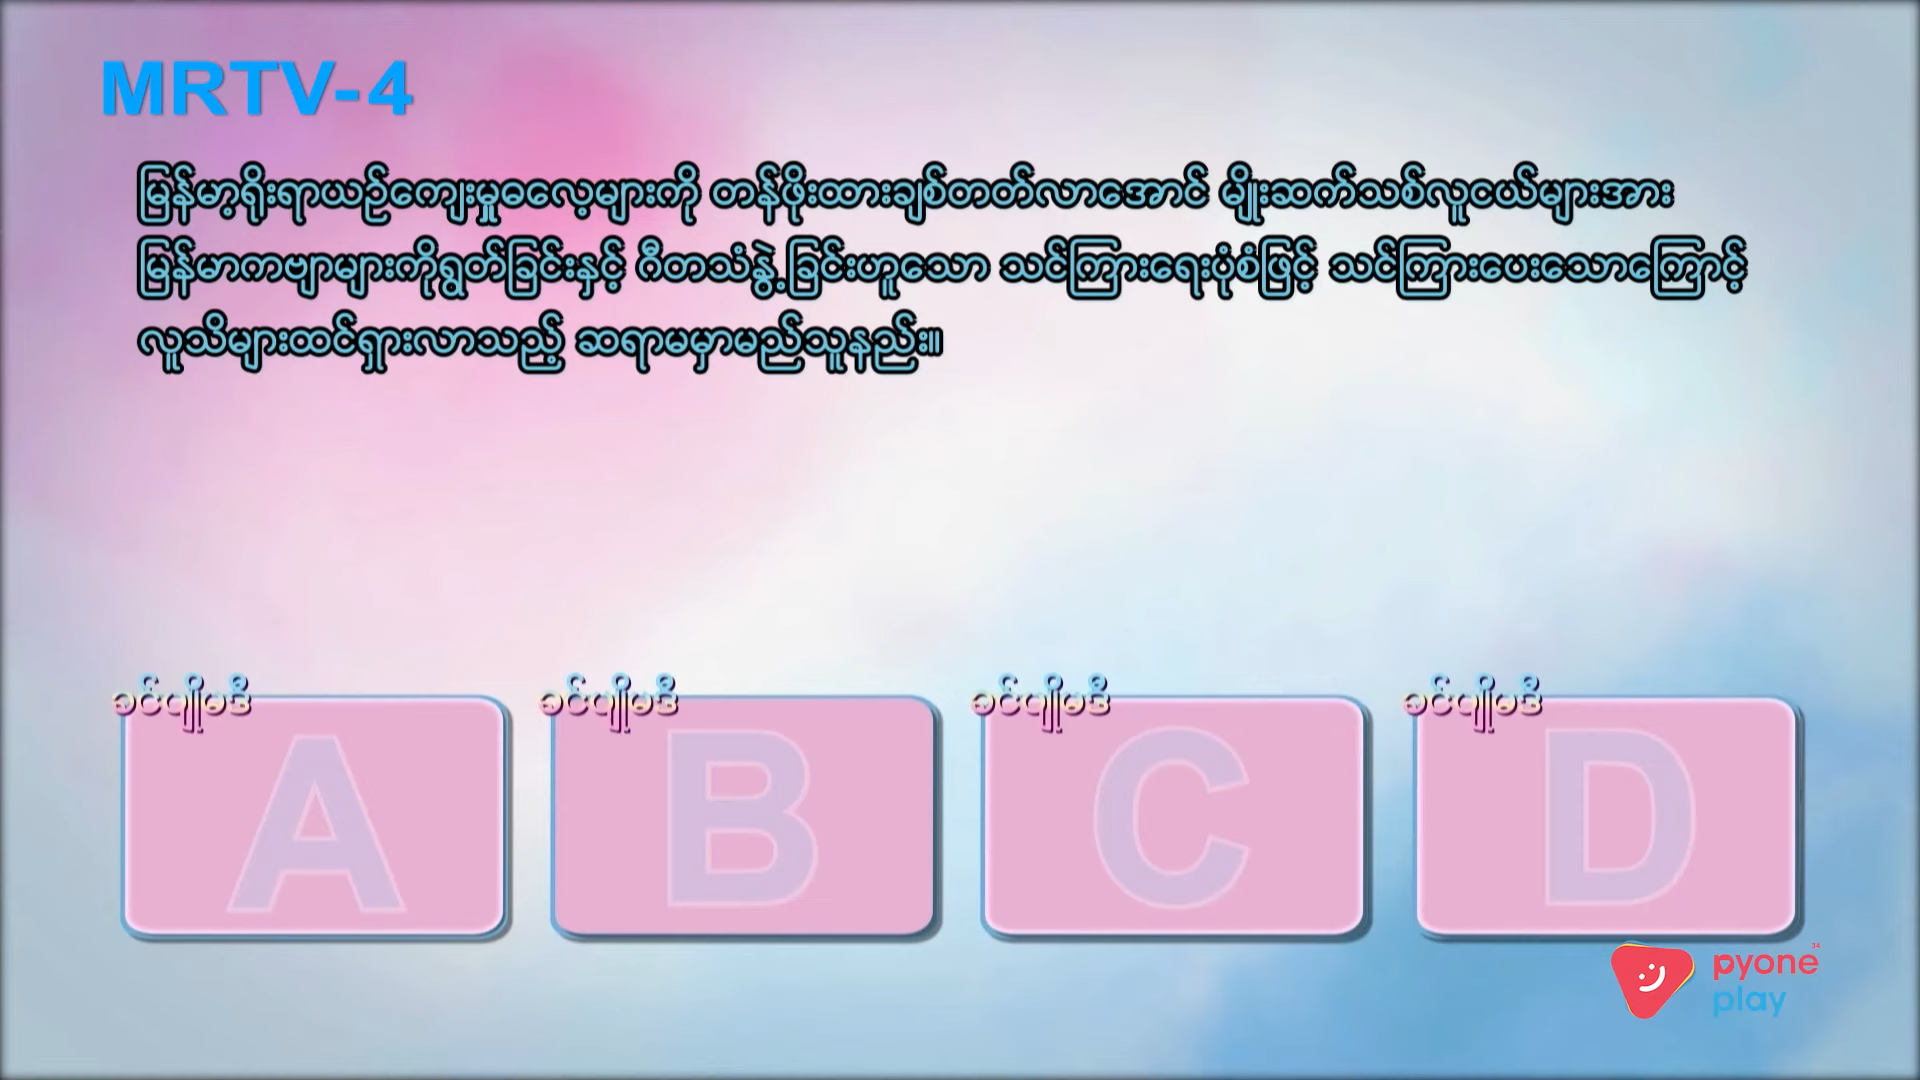 MRTV-4
မြန်မာ့ရိုးရာယဉ်ကျေးမှုဓလေ့များကို တန်ဖိုးထားချစ်တတ်လာအောင် မျိုးဆက်သစ်လူငယ်များအား
မြန်မာကဗျာများကိုရွတ်ခြင်းနှင့် ဂီတသံနွဲ့ခြင်းဟူသော သင်ကြားရေးပုံစံဖြင့် သင်ကြားပေးသောကြောင့်
လူသိများထင်ရှားလာသည့် ဆရာမမှာမည်သူနည်း။
ခင်ပျိုမဒီ ခင်ပျိုမဒီ ခင်ပျိုမဒီ ခင်ပျိုမဒီ
A B C D
pyone
play